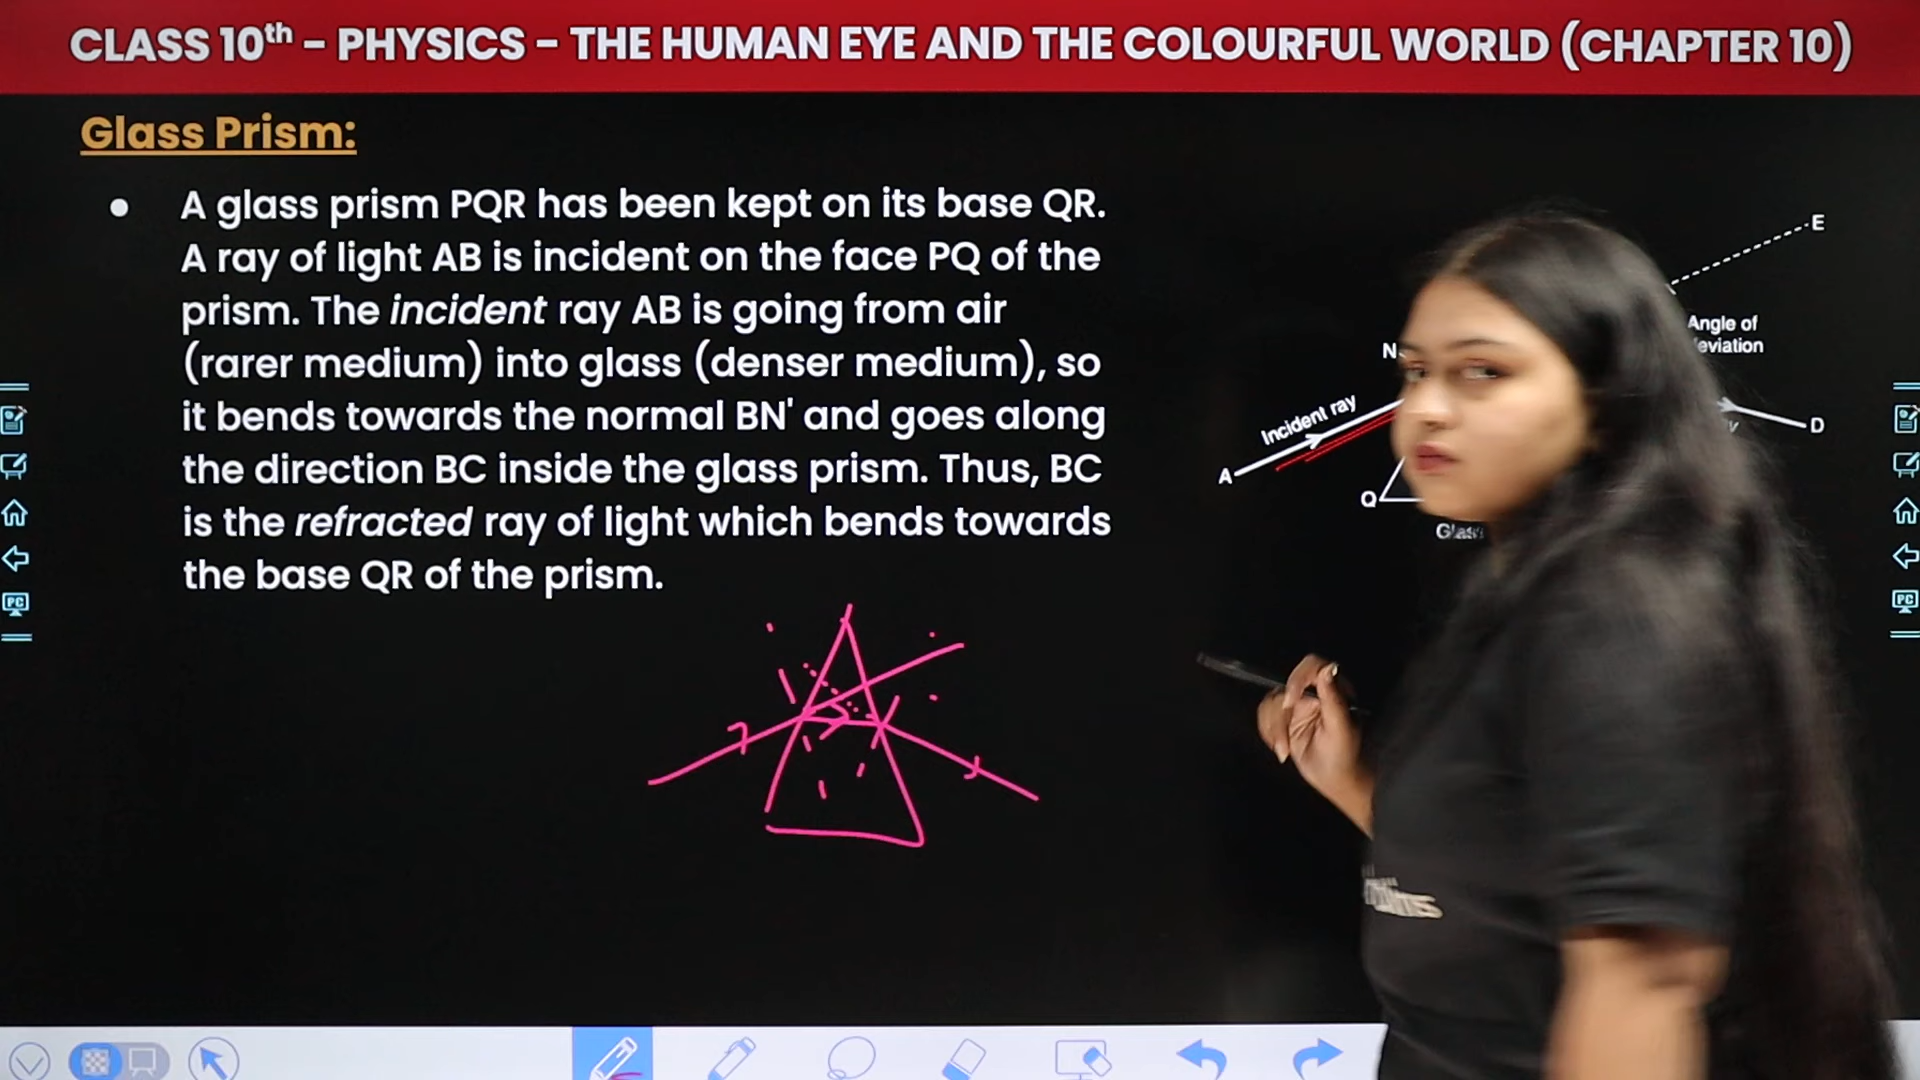 CLASS 10th – PHYSICS – THE HUMAN EYE AND THE COLOURFUL WORLD (CHAPTER 10)
Glass Prism:
• A glass prism PQR has been kept on its base QR.
A ray of light AB is incident on the face PQ of the
prism. The incident ray AB is going from air
(rarer medium) into glass (denser medium), so
it bends towards the normal BN' and goes along
the direction BC inside the glass prism. Thus, BC
is the refracted ray of light which bends towards
the base QR of the prism.
E
Angle of
eviation
N
Incident ray
D
A
Q
Glass
PC
PC